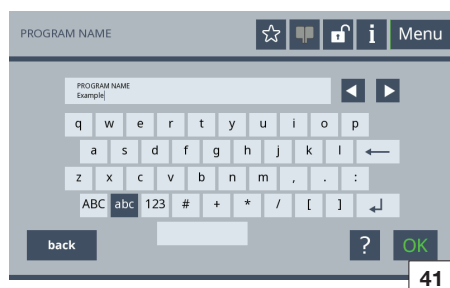 PROGRAM NAME
i Menu
PROGRAM NAME
Example
q w e r t y u i o p
a s d f g h j k l
z x c v b n m , . :
ABC abc 123 # + * / [ ]
back ? OK
41